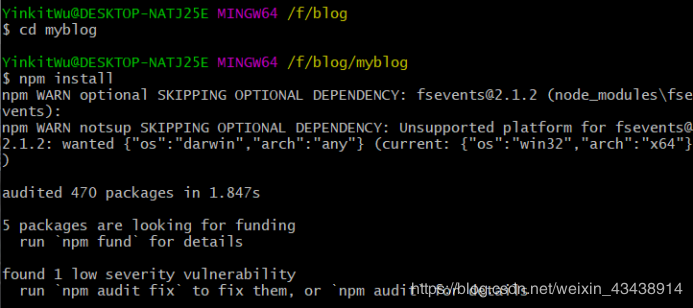 YinkitWu@DESKTOP-NATJ25E MINGW64 /f/blog
$ cd myblog
YinkitWu@DESKTOP-NATJ25E MINGW64 /f/blog/myblog
$ npm install
npm WARN optional SKIPPING OPTIONAL DEPENDENCY: fsevents@2.1.2 (node_modules\fse
vents):
npm WARN notsup SKIPPING OPTIONAL DEPENDENCY: Unsupported platform for fsevents@
2.1.2: wanted {"os":"darwin","arch":"any"} (current: {"os":"win32","arch":"x64"}
)
audited 470 packages in 1.847s
5 packages are looking for funding
run `npm fund` for details
found 1 low severity vulnerability
run `npm audit fix` to fix them, or `npm audit` for details
https://blog.csdn.net/weixin_43438914